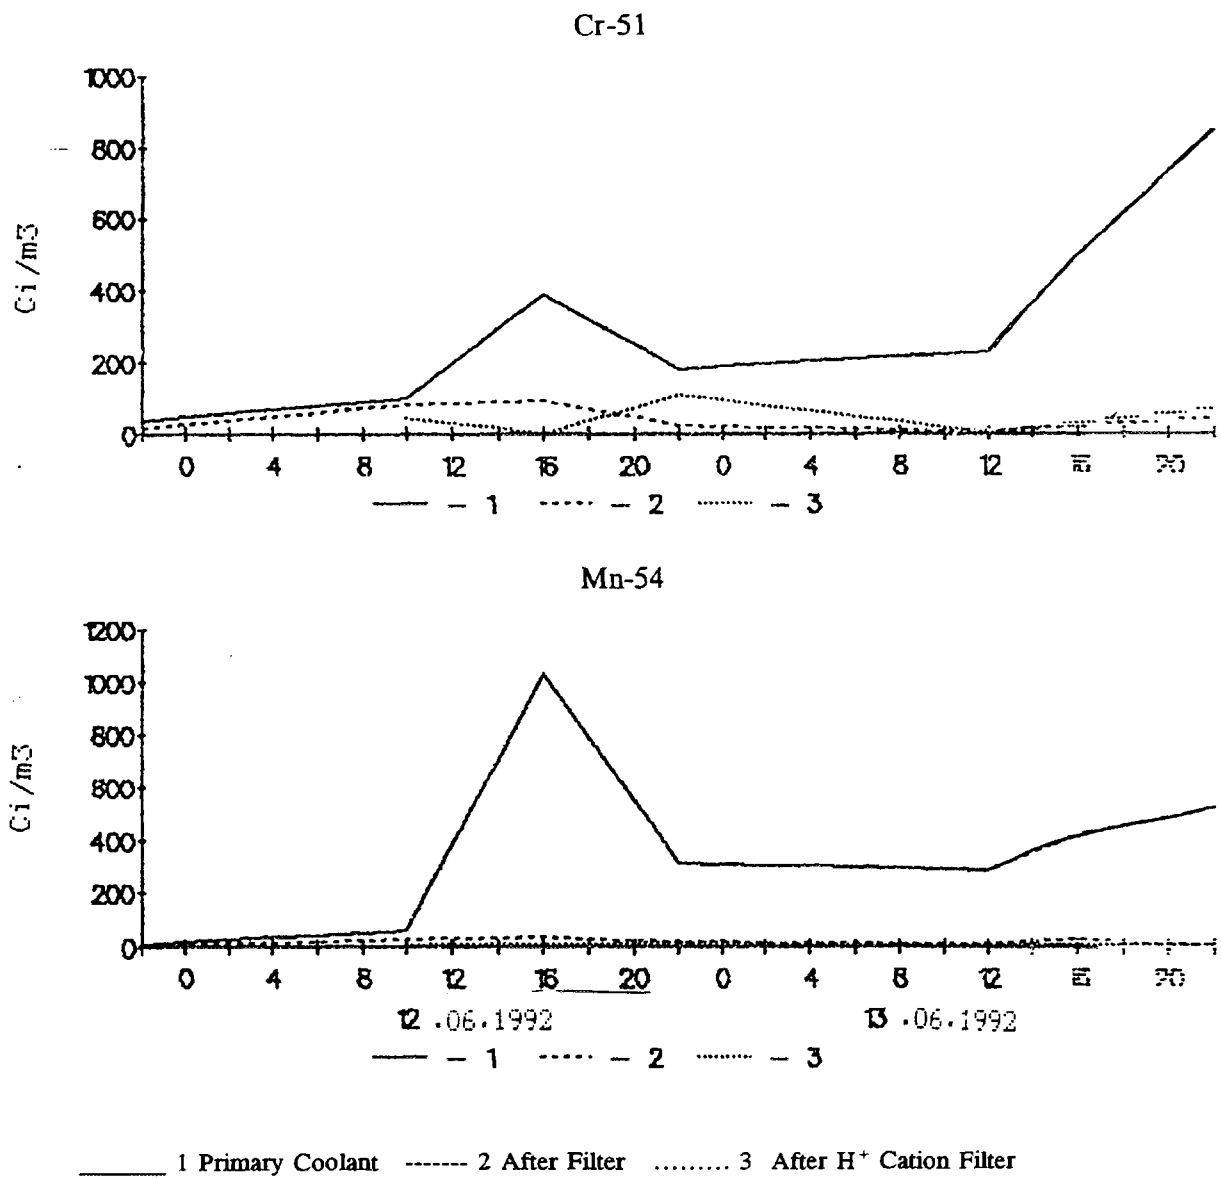 Cr-51
1000
800
600
400
200
0
Ci/m3
0 4 8 12 16 20 0 4 8 12 16 20
— 1 — 2 — 3
Mn-54
1200
1000
800
600
400
200
0
Ci/m3
0 4 8 12 16 20 0 4 8 12 16 20
12 .06.1992 13 .06.1992
— 1 — 2 — 3
1 Primary Coolant -------- 2 After Filter ......... 3 After H⁺ Cation Filter